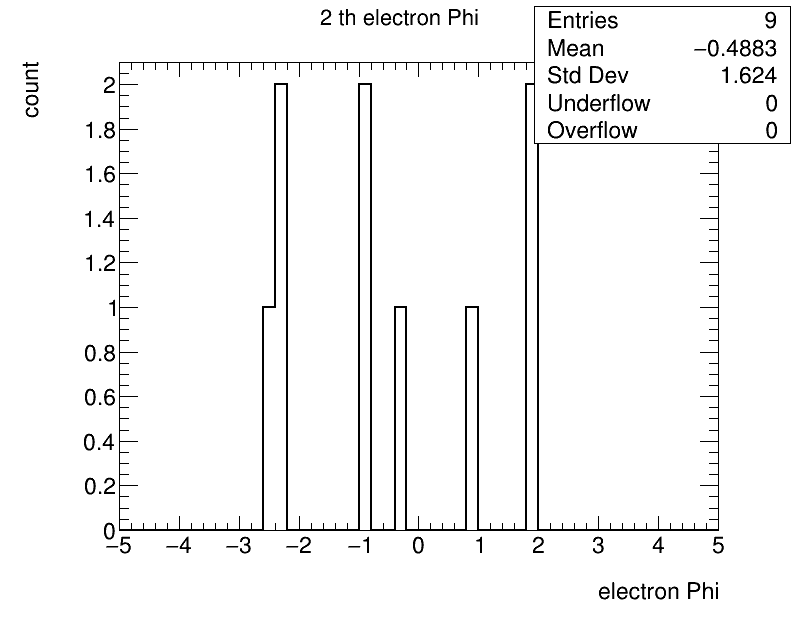 2 th electron Phi
Entries 9
Mean −0.4883
Std Dev 1.624
Underflow 0
Overflow 0
count
2
1.8
1.6
1.4
1.2
1
0.8
0.6
0.4
0.2
0
−5 −4 −3 −2 −1 0 1 2 3 4 5
electron Phi